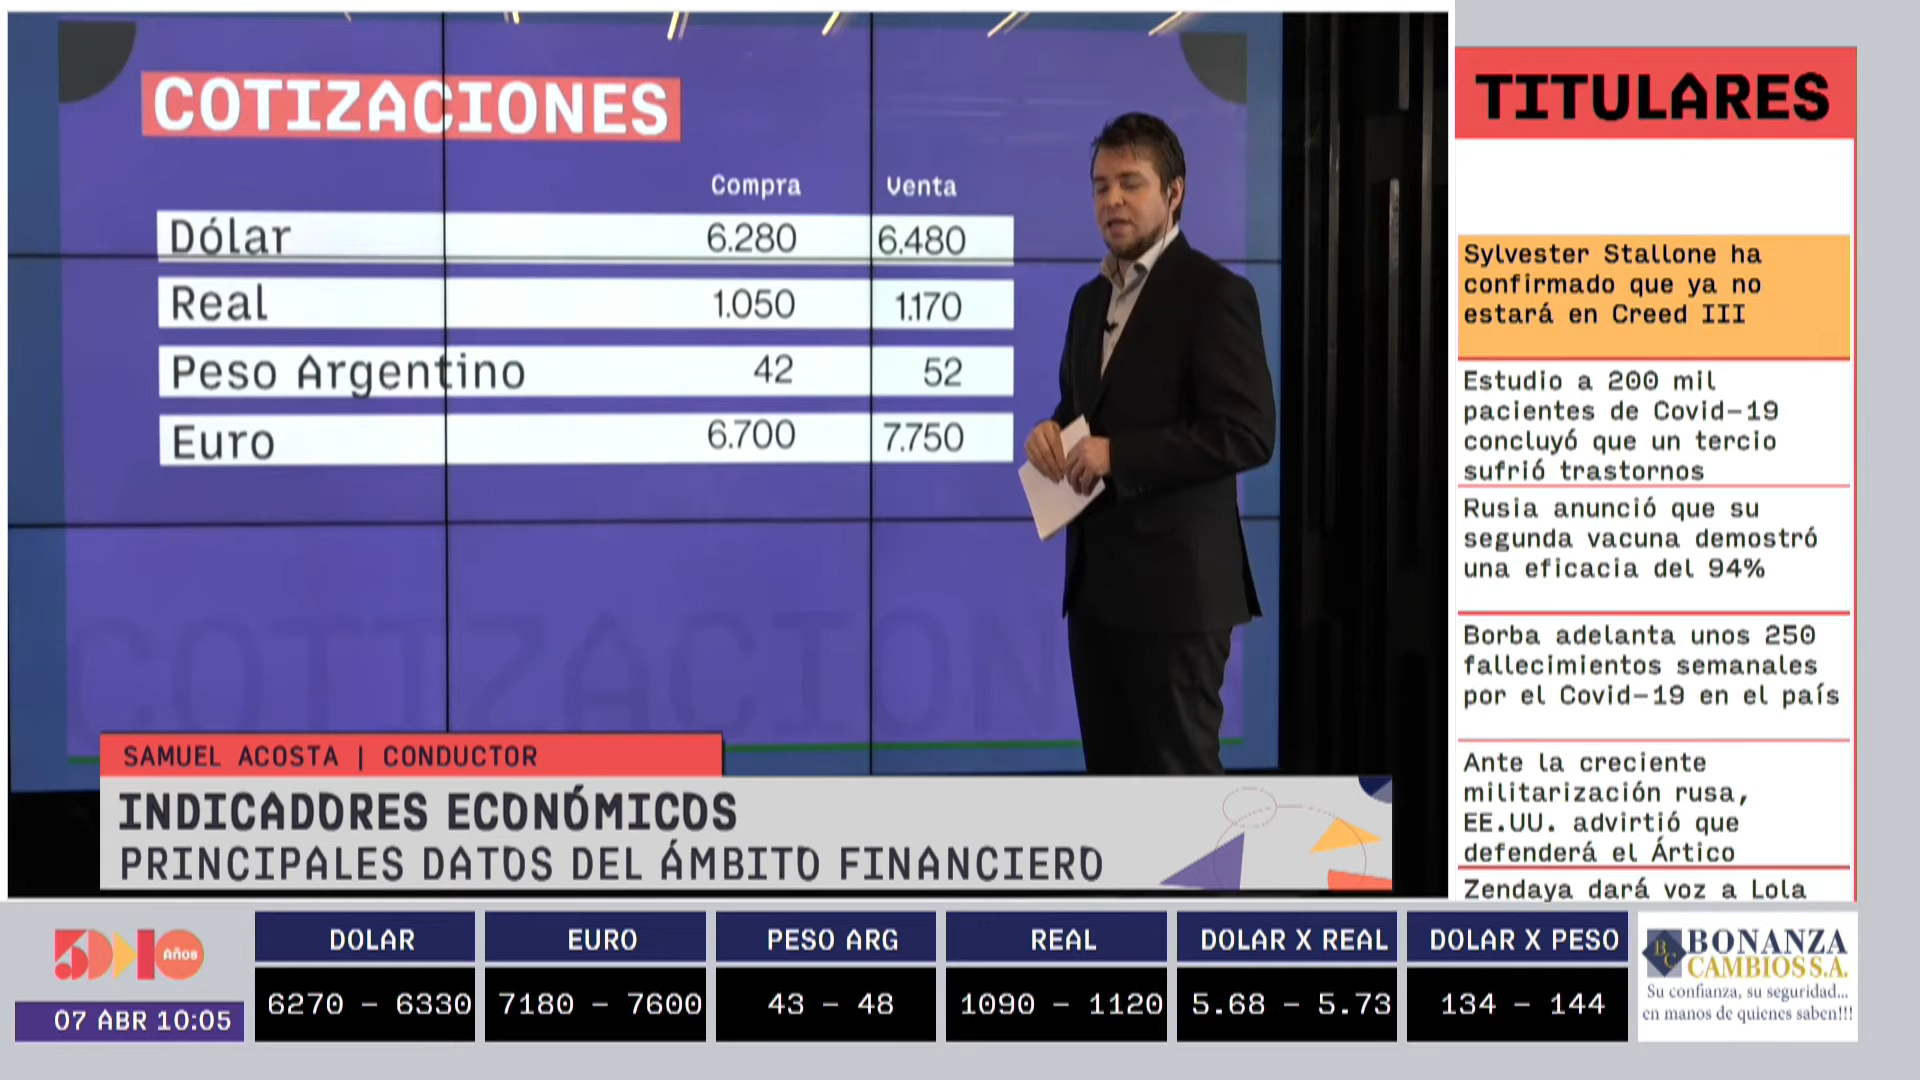 COTIZACIONES
Compra Venta
Dólar 6.280 6.480
Real 1.050 1.170
Peso Argentino 42 52
Euro 6.700 7.750
COTIZACION
SAMUEL ACOSTA | CONDUCTOR
INDICADORES ECONÓMICOS
PRINCIPALES DATOS DEL ÁMBITO FINANCIERO
TITULARES
Sylvester Stallone ha
confirmado que ya no
estará en Creed III
Estudio a 200 mil
pacientes de Covid-19
concluyó que un tercio
sufrió trastornos
Rusia anunció que su
segunda vacuna demostró
una eficacia del 94%
Borba adelanta unos 250
fallecimientos semanales
por el Covid-19 en el país
Ante la creciente
militarización rusa,
EE.UU. advirtió que
defenderá el Ártico
Zendaya dará voz a Lola
5D10 Años
07 ABR 10:05
DOLAR
6270 - 6330
EURO
7180 - 7600
PESO ARG
43 - 48
REAL
1090 - 1120
DOLAR X REAL
5.68 - 5.73
DOLAR X PESO
134 - 144
BC
BONANZA
CAMBIOS S.A.
Su confianza, su seguridad...
en manos de quienes saben!!!